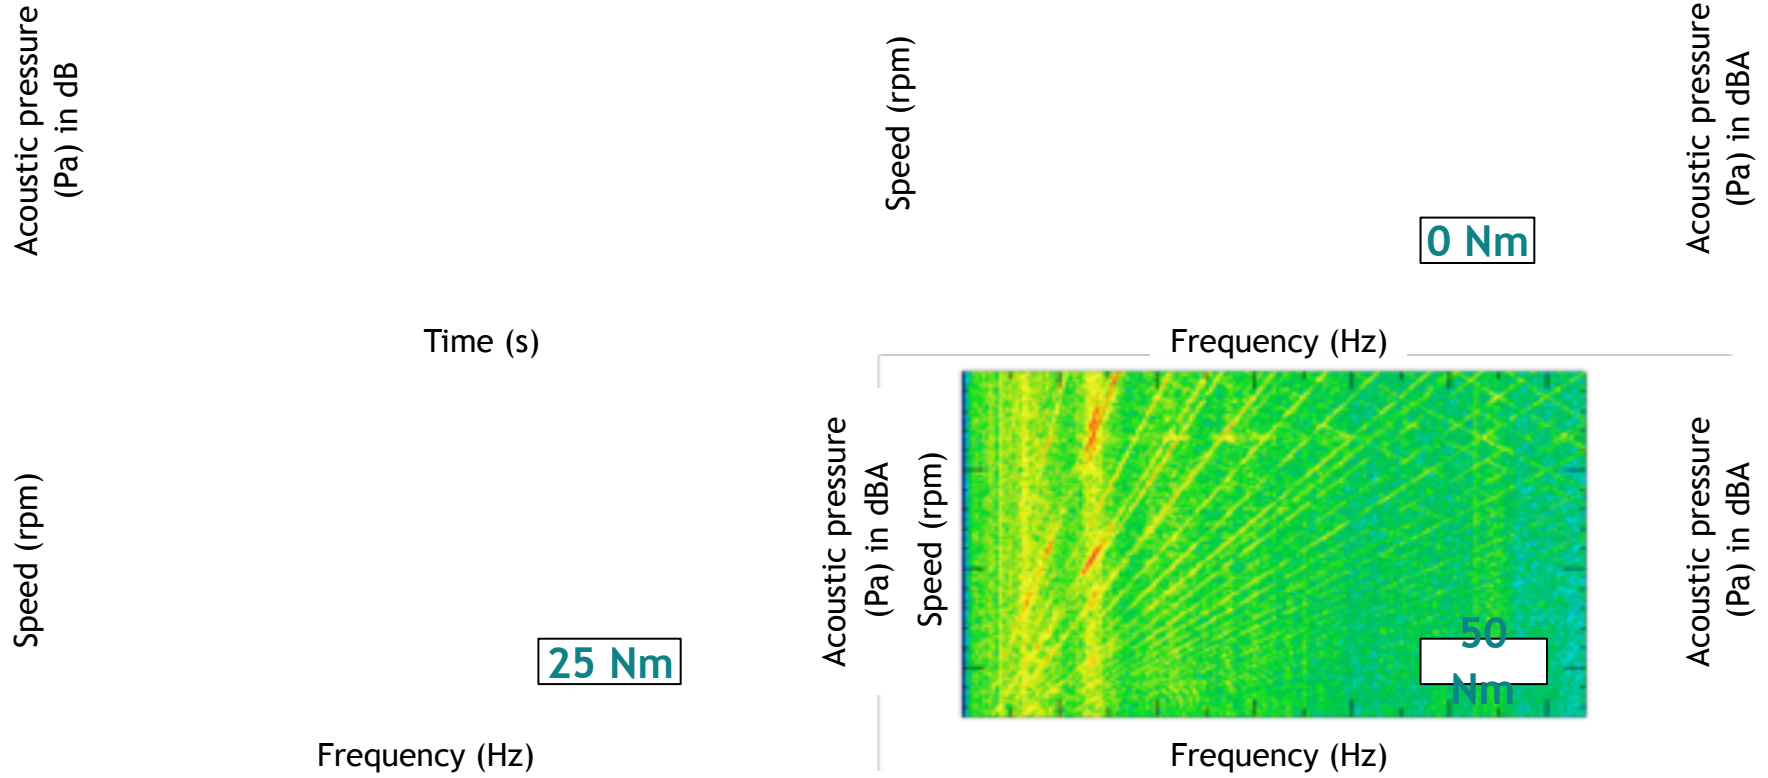 Acoustic pressure
(Pa) in dB
Time (s)
Speed (rpm)
0 Nm
Frequency (Hz)
Acoustic pressure
(Pa) in dBA
Speed (rpm)
25 Nm
Frequency (Hz)
Acoustic pressure
(Pa) in dBA
Speed (rpm)
50
Nm
Frequency (Hz)
Acoustic pressure
(Pa) in dBA